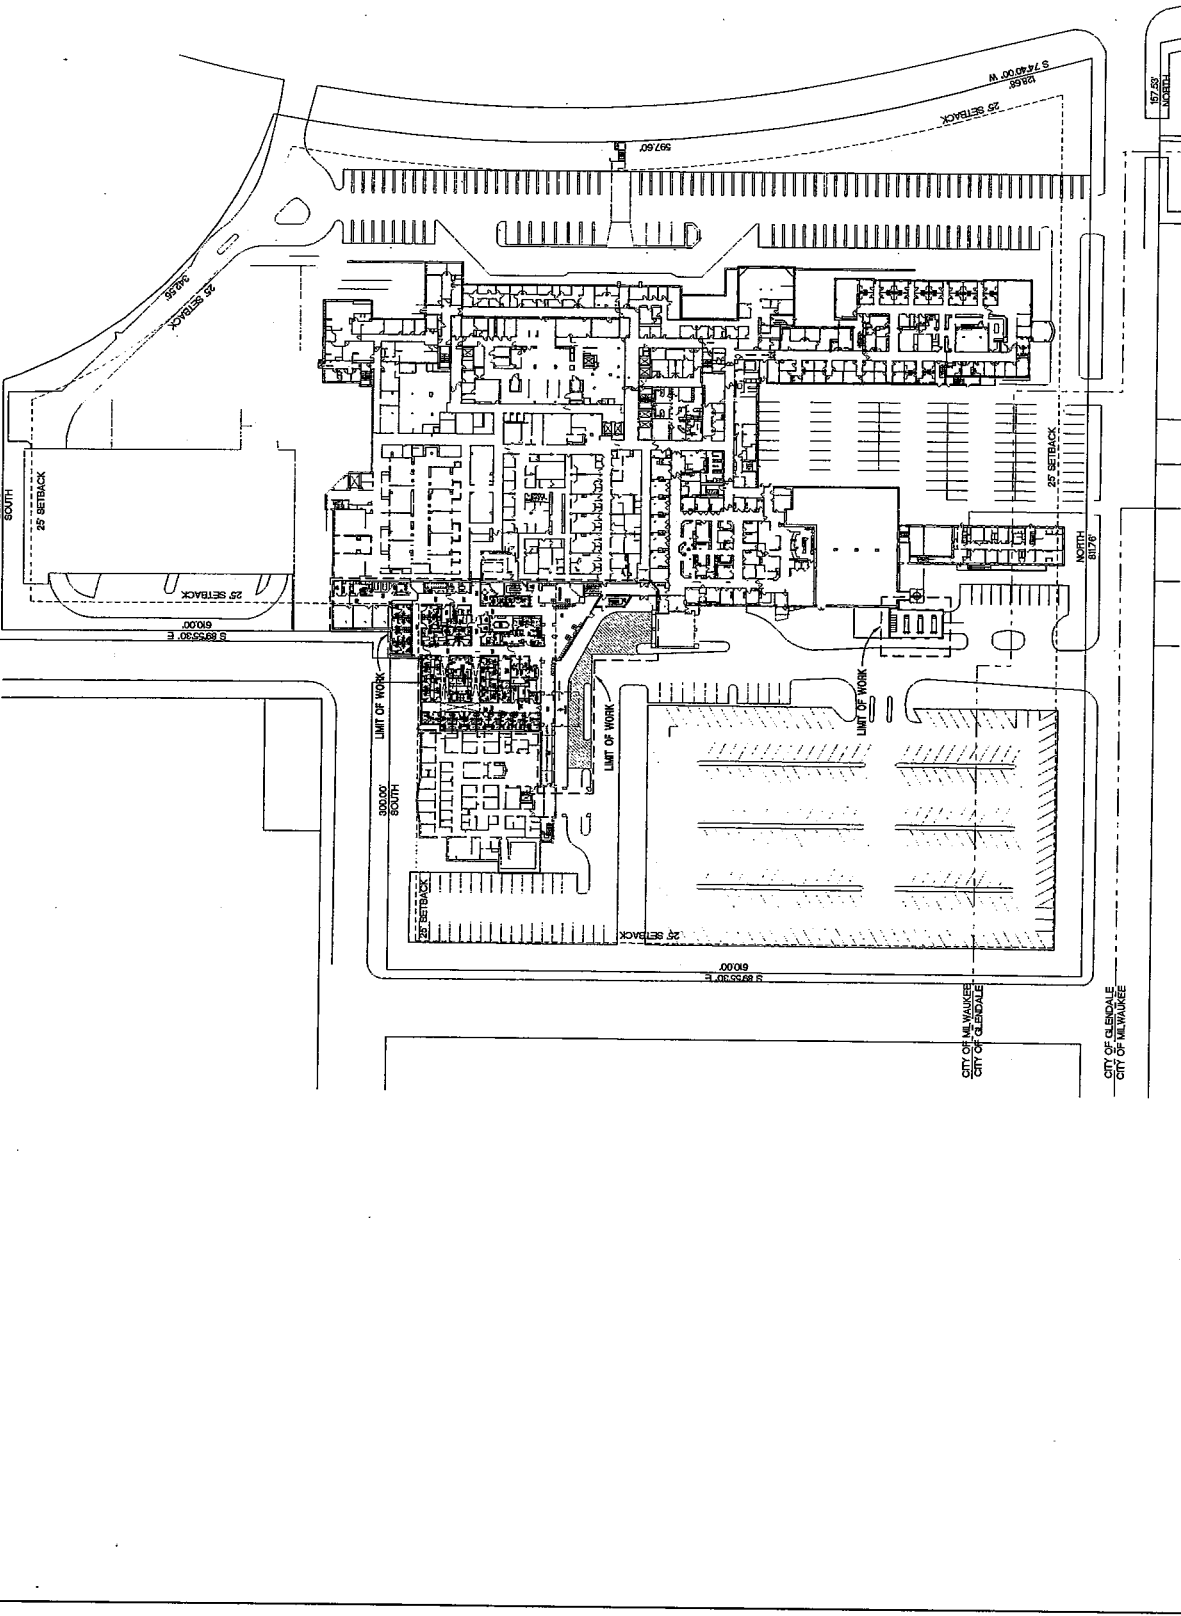 S 74°40'00" W
128.68'
25' SETBACK
157.53'
NORTH
597.60'
342.56'
25' SETBACK
SOUTH
25' SETBACK
25' SETBACK
610.00'
S 89°55'30" E
25' SETBACK
NORTH
811.76'
LIMIT OF WORK
LIMIT OF WORK
LIMIT OF WORK
300.00'
SOUTH
25' SETBACK
25' SETBACK
610.00'
S 89°55'30" E
CITY OF MILWAUKEE
CITY OF GLENDALE
CITY OF GLENDALE
CITY OF MILWAUKEE